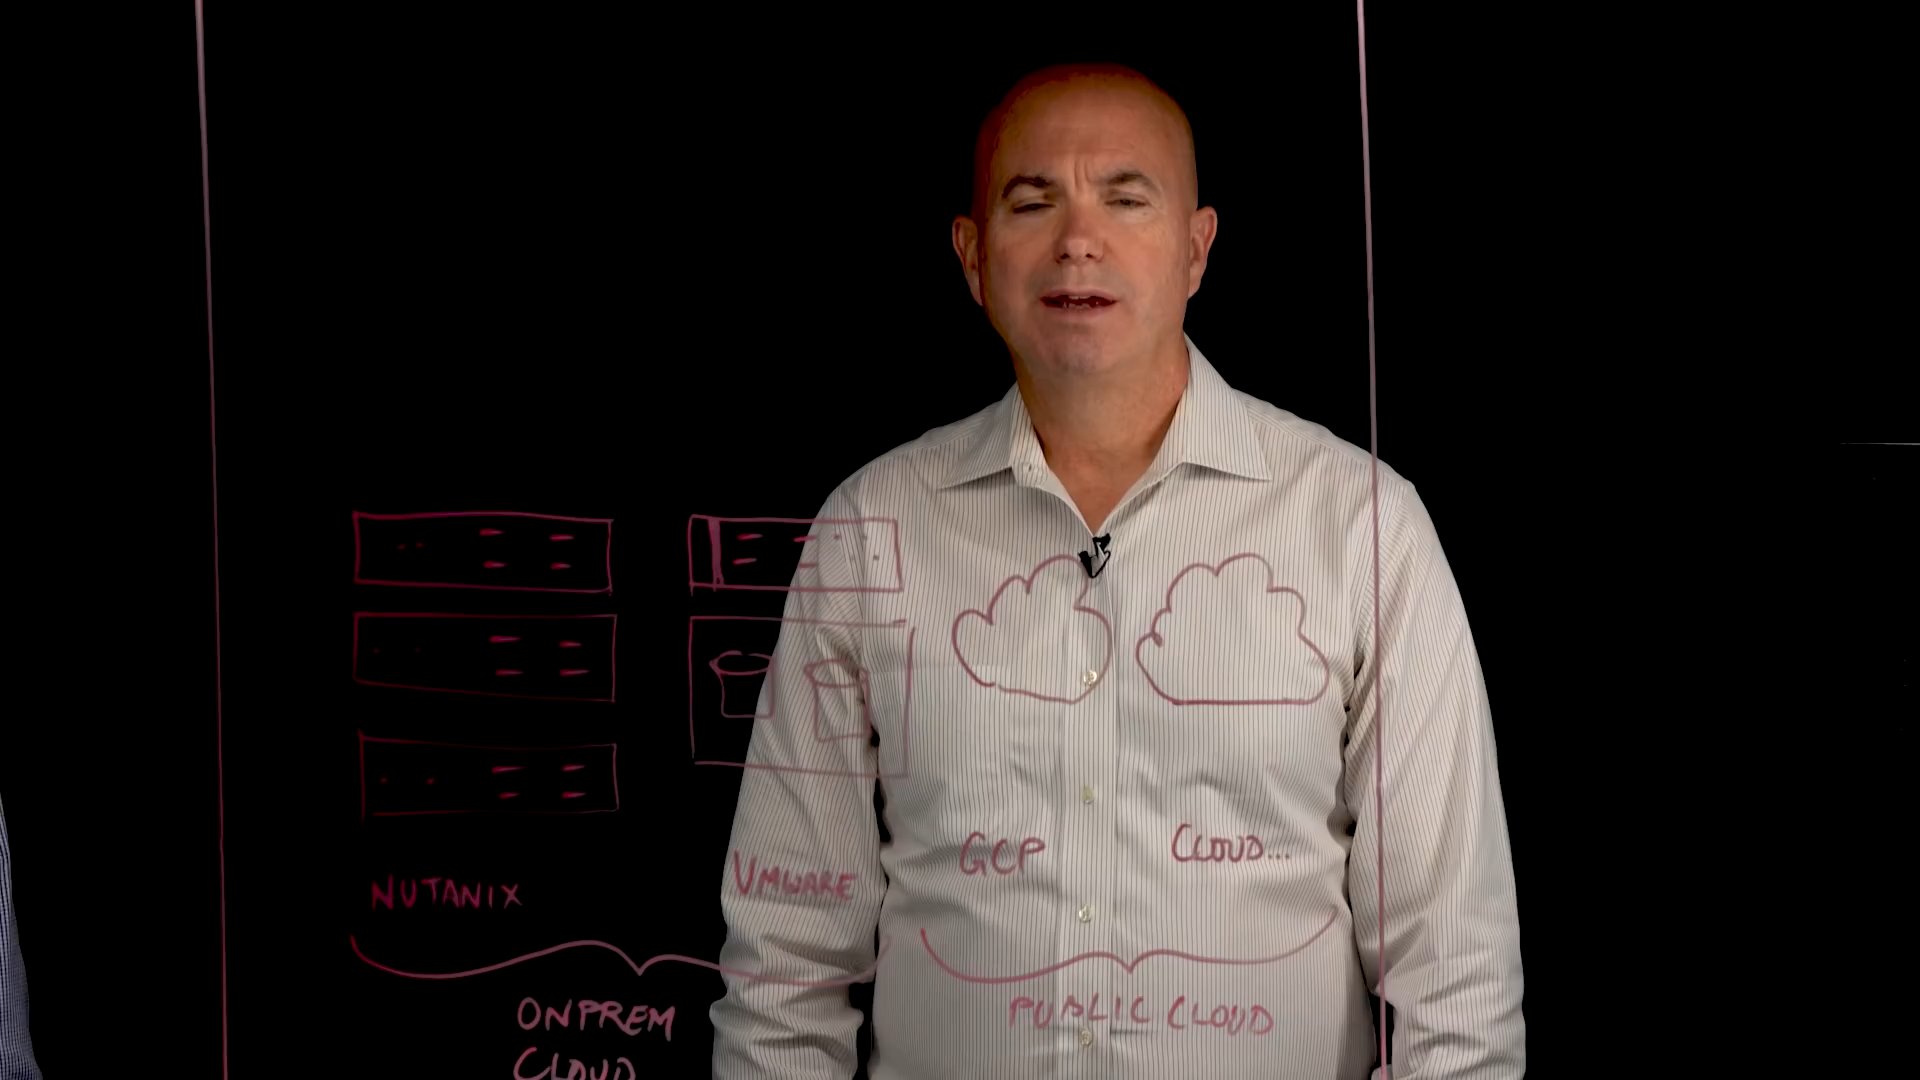 NUTANIX
VMWARE
GCP
CLOUD...
ONPREM
CLOUD
PUBLIC CLOUD